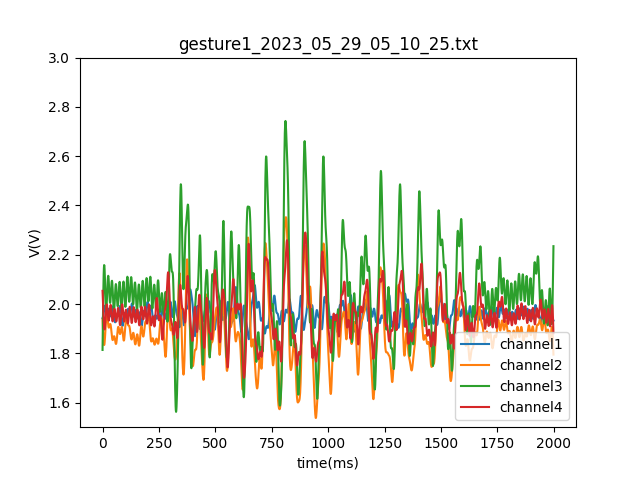 gesture1_2023_05_29_05_10_25.txt
3.0
2.8
2.6
2.4
2.2
2.0
1.8
1.6
V(V)
channel1
channel2
channel3
channel4
0 250 500 750 1000 1250 1500 1750 2000
time(ms)